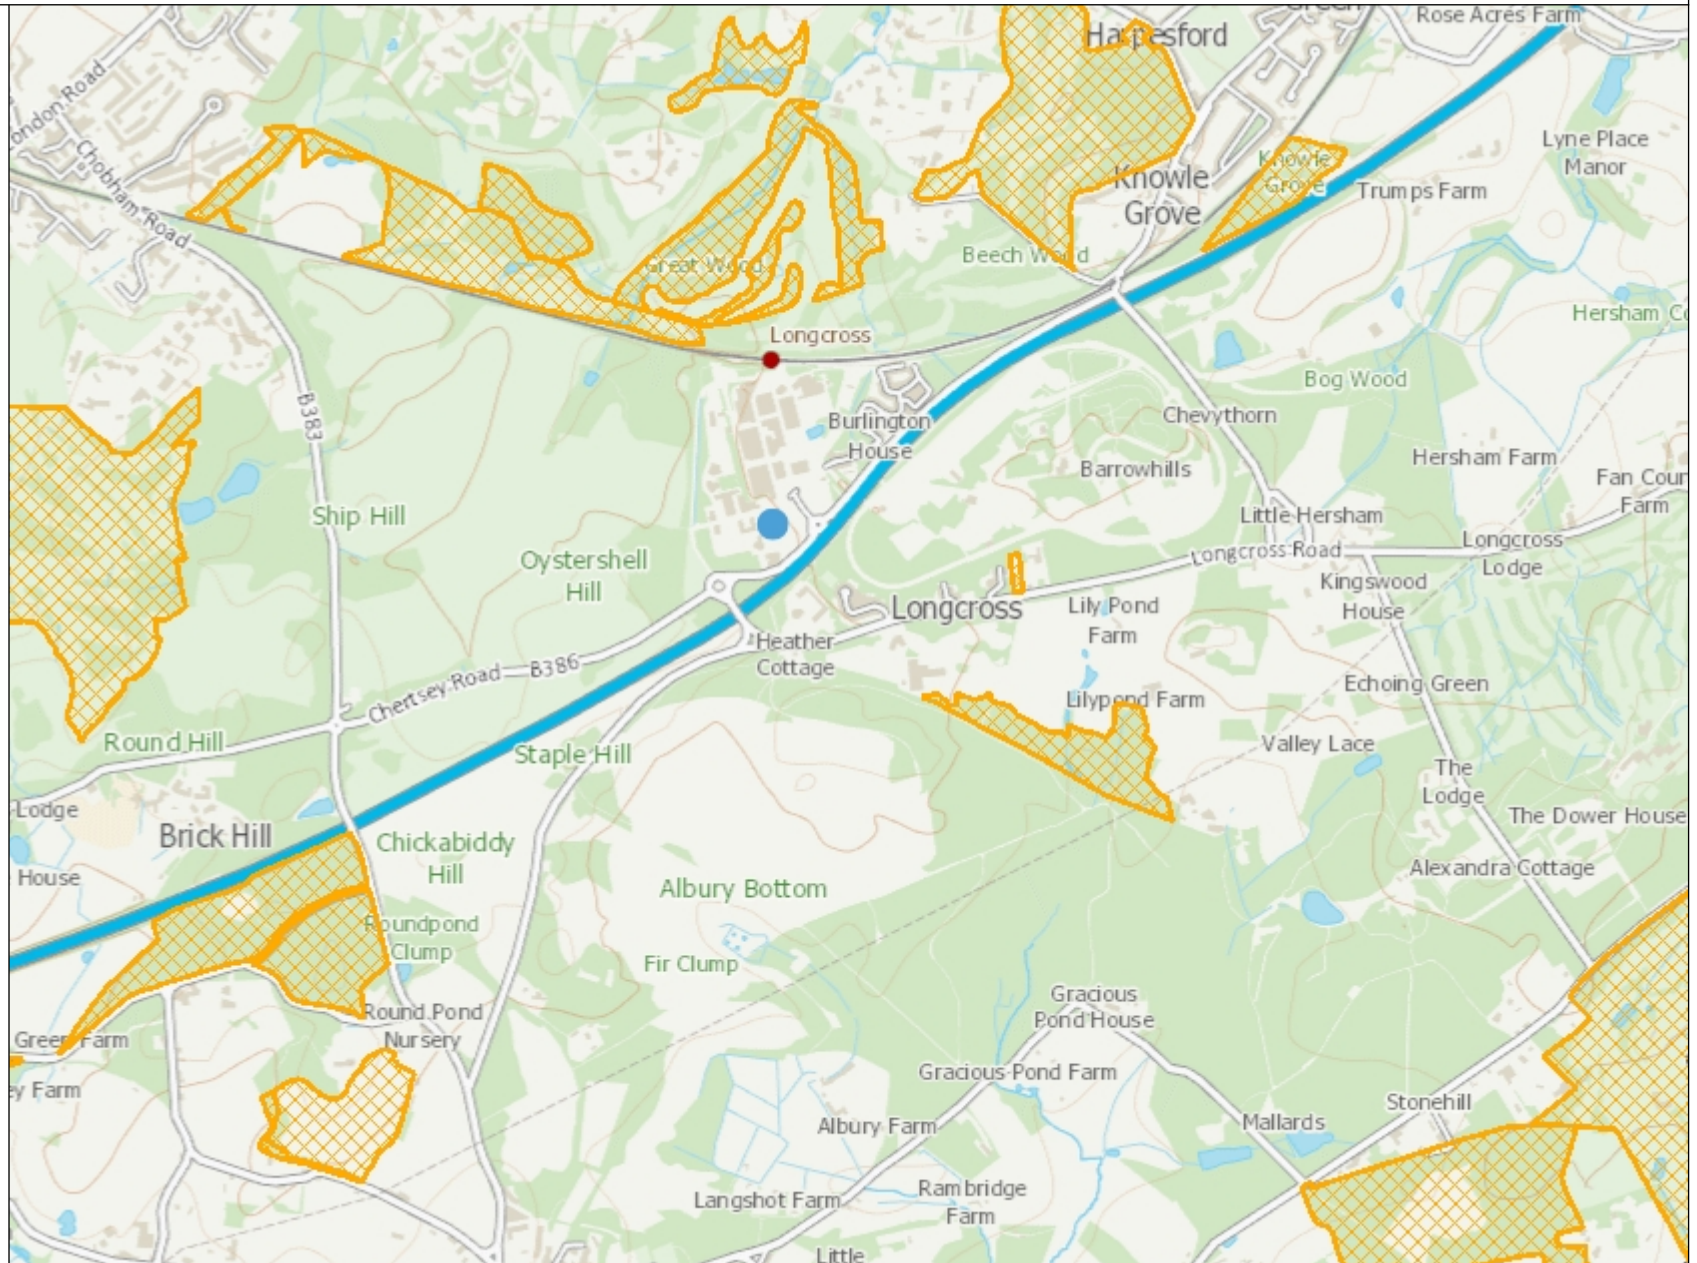 Green
Rose Acres Farm
Harpesford
London Road
Chobham Road
Lyne Place
Manor
Knowle
Grove
Knowle
Grove
Trumps Farm
Beech Wood
Great Wood
Longcross
Hersham
Bog Wood
B383
Burlington
House
Chevythorn
Barrowhills
Hersham Farm
Farm
Ship Hill
Little Hersham
Longcross Road
Longcross
Lodge
Oystershell
Hill
Kingswood
House
Longcross
Lily Pond
Farm
Heather
Cottage
Chertsey Road
B386
Echoing Green
Lilypond Farm
Round Hill
Staple Hill
Valley Lace
The
Lodge
Lodge
The Dower House
Brick Hill
Chickabiddy
Hill
House
Albury Bottom
Alexandra Cottage
Roundpond
Clump
Fir Clump
Round Pond
Nursery
Gracious
Pond House
Green Farm
Gracious Pond Farm
ey Farm
Stonehill
Albury Farm
Mallards
Langshot Farm
Rambridge
Farm
Little